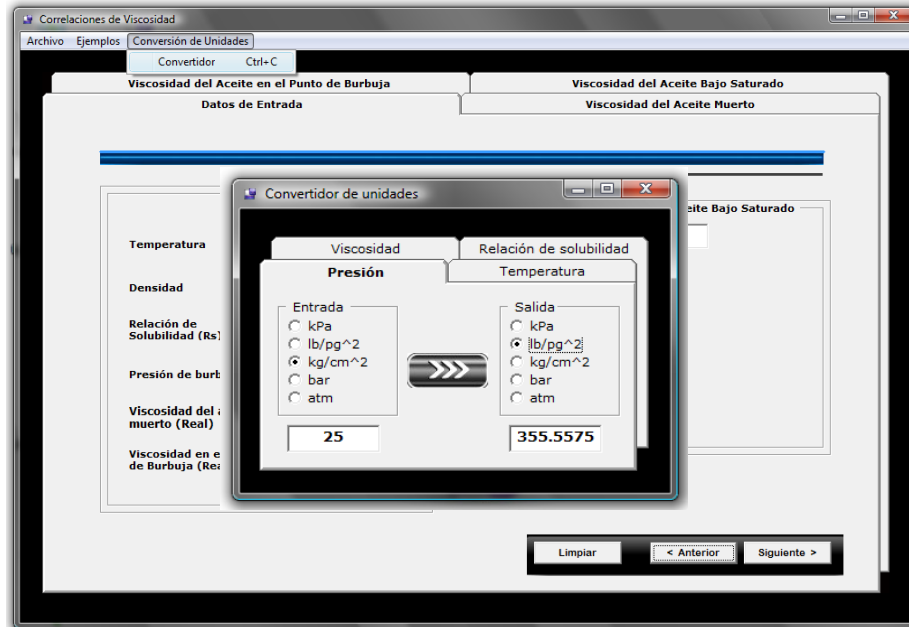 Correlaciones de Viscosidad
Archivo Ejemplos Conversión de Unidades
Convertidor Ctrl+C
Viscosidad del Aceite en el Punto de Burbuja
Viscosidad del Aceite Bajo Saturado
Datos de Entrada
Viscosidad del Aceite Muerto
Temperatura
Densidad
Relación de
Solubilidad (Rs)
Presión de burb
Viscosidad del
muerto (Real)
Viscosidad en e
de Burbuja (Rea
eite Bajo Saturado
Convertidor de unidades
Viscosidad
Relación de solubilidad
Presión
Temperatura
Entrada
kPa
lb/pg^2
kg/cm^2
bar
atm
25
Salida
kPa
lb/pg^2
kg/cm^2
bar
atm
355.5575
Limpiar
< Anterior
Siguiente >